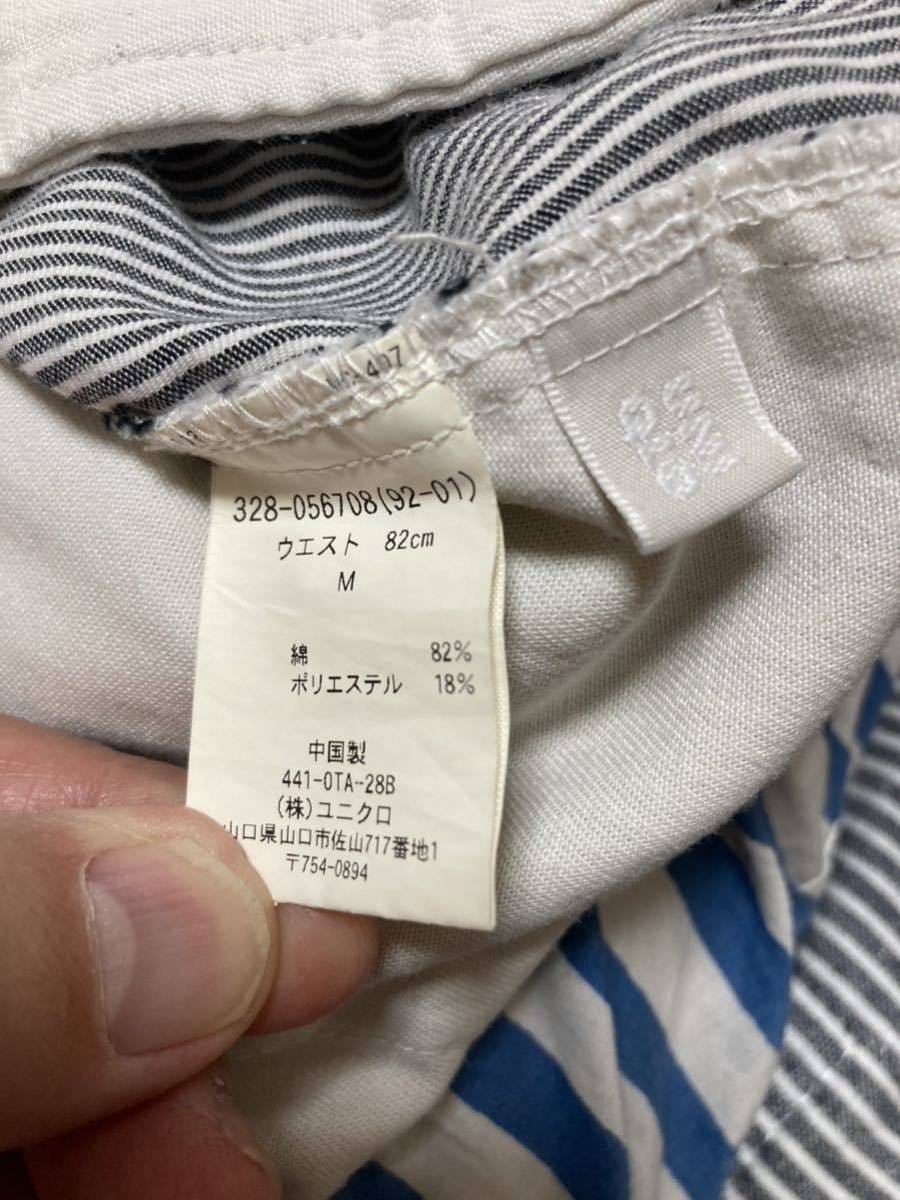 328-056708(92-01)
ウエスト 82cm
M
綿 82%
ポリエステル 18%
中国製
441-OTA-28B
(株)ユニクロ
山口県山口市佐山717番地1
〒754-0894